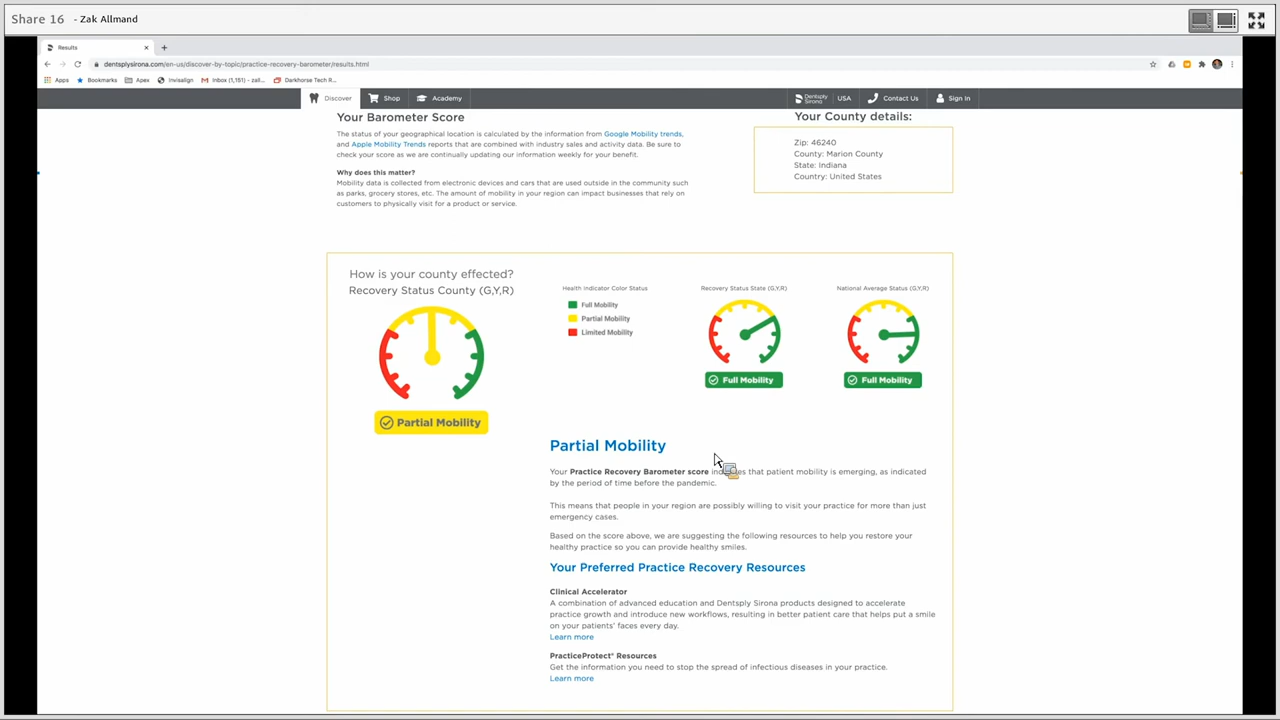 Share 16 - Zak Allmand
Results
dentsplysirona.com/en-us/discover-by-topic/practice-recovery-barometer/results.html
Apps Bookmarks Apex Invisalign Inbox (1,151) - zall... Darkhorse Tech R...
Discover Shop Academy Dentsply Sirona USA Contact Us Sign In
Your Barometer Score
The status of your geographical location is calculated by the information from Google Mobility trends,
and Apple Mobility Trends reports that are combined with industry sales and activity data. Be sure to
check your score as we are continually updating our information weekly for your benefit.
Why does this matter?
Mobility data is collected from electronic devices and cars that are used outside in the community such
as parks, grocery stores, etc. The amount of mobility in your region can impact businesses that rely on
customers to physically visit for a product or service.
Your County details:
Zip: 46240
County: Marion County
State: Indiana
Country: United States
How is your county effected?
Recovery Status County (G,Y,R)
Partial Mobility
Health Indicator Color Status
Full Mobility
Partial Mobility
Limited Mobility
Recovery Status State (G,Y,R)
Full Mobility
National Average Status (G,Y,R)
Full Mobility
Partial Mobility
Your Practice Recovery Barometer score indicates that patient mobility is emerging, as indicated
by the period of time before the pandemic.
This means that people in your region are possibly willing to visit your practice for more than just
emergency cases.
Based on the score above, we are suggesting the following resources to help you restore your
healthy practice so you can provide healthy smiles.
Your Preferred Practice Recovery Resources
Clinical Accelerator
A combination of advanced education and Dentsply Sirona products designed to accelerate
practice growth and introduce new workflows, resulting in better patient care that helps put a smile
on your patients' faces every day.
Learn more
PracticeProtect® Resources
Get the information you need to stop the spread of infectious diseases in your practice.
Learn more